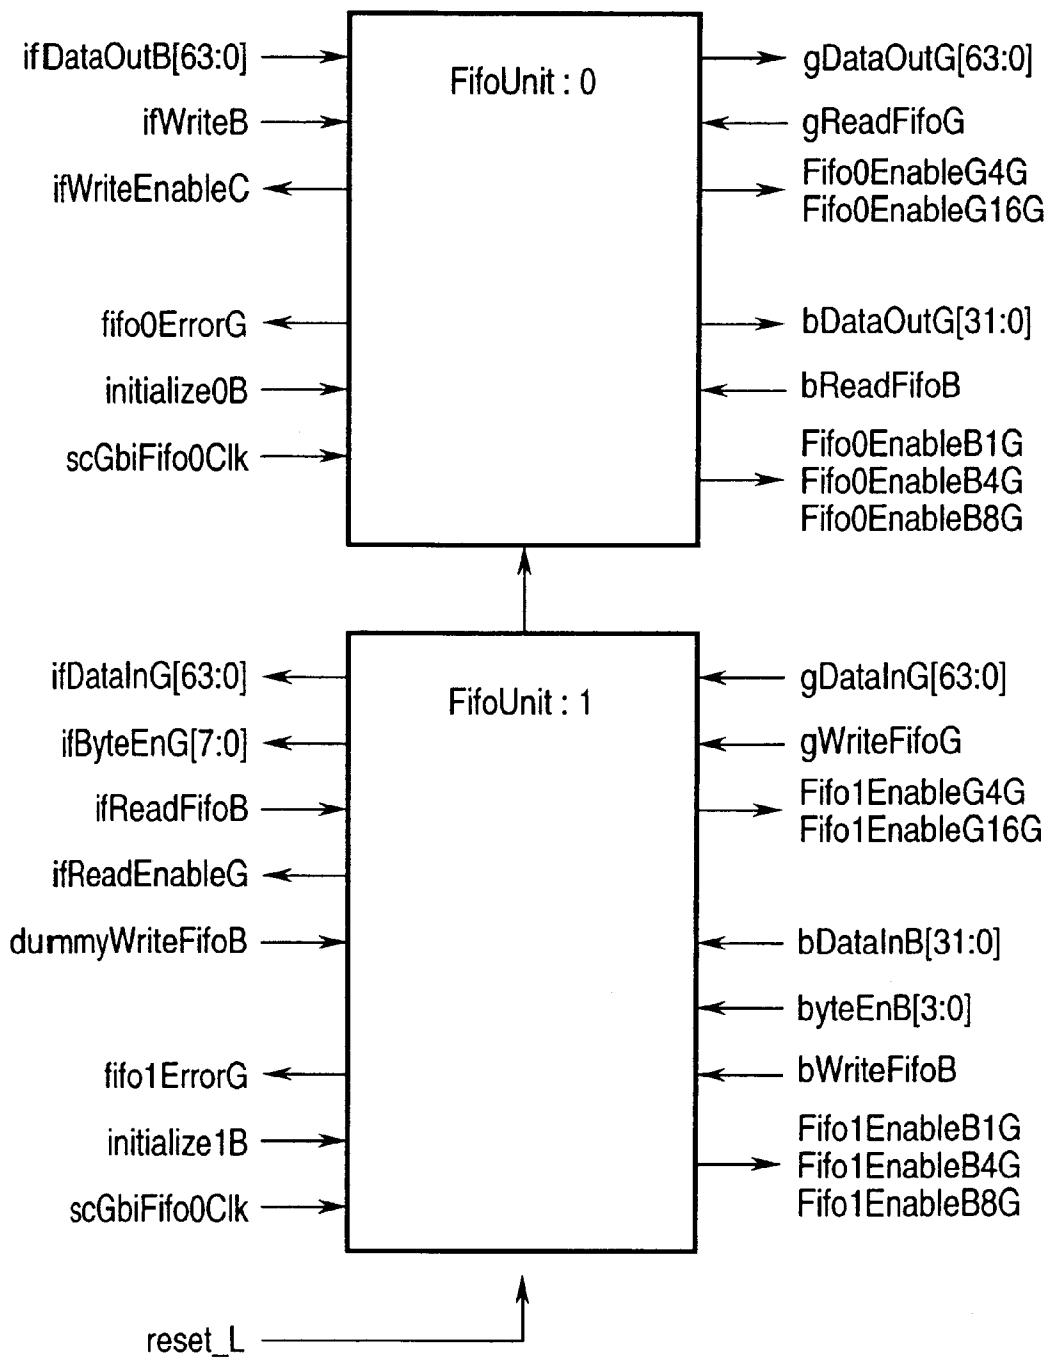 ifDataOutB[63:0]
FifoUnit : 0
gDataOutG[63:0]
ifWriteB
gReadFifoG
ifWriteEnableC
Fifo0EnableG4G
Fifo0EnableG16G
fifo0ErrorG
bDataOutG[31:0]
initialize0B
bReadFifoB
scGbiFifo0Clk
Fifo0EnableB1G
Fifo0EnableB4G
Fifo0EnableB8G
ifDataInG[63:0]
FifoUnit : 1
gDataInG[63:0]
ifByteEnG[7:0]
gWriteFifoG
ifReadFifoB
Fifo1EnableG4G
Fifo1EnableG16G
ifReadEnableG
dummyWriteFifoB
bDataInB[31:0]
byteEnB[3:0]
fifo1ErrorG
bWriteFifoB
initialize1B
Fifo1EnableB1G
Fifo1EnableB4G
Fifo1EnableB8G
scGbiFifo0Clk
reset_L